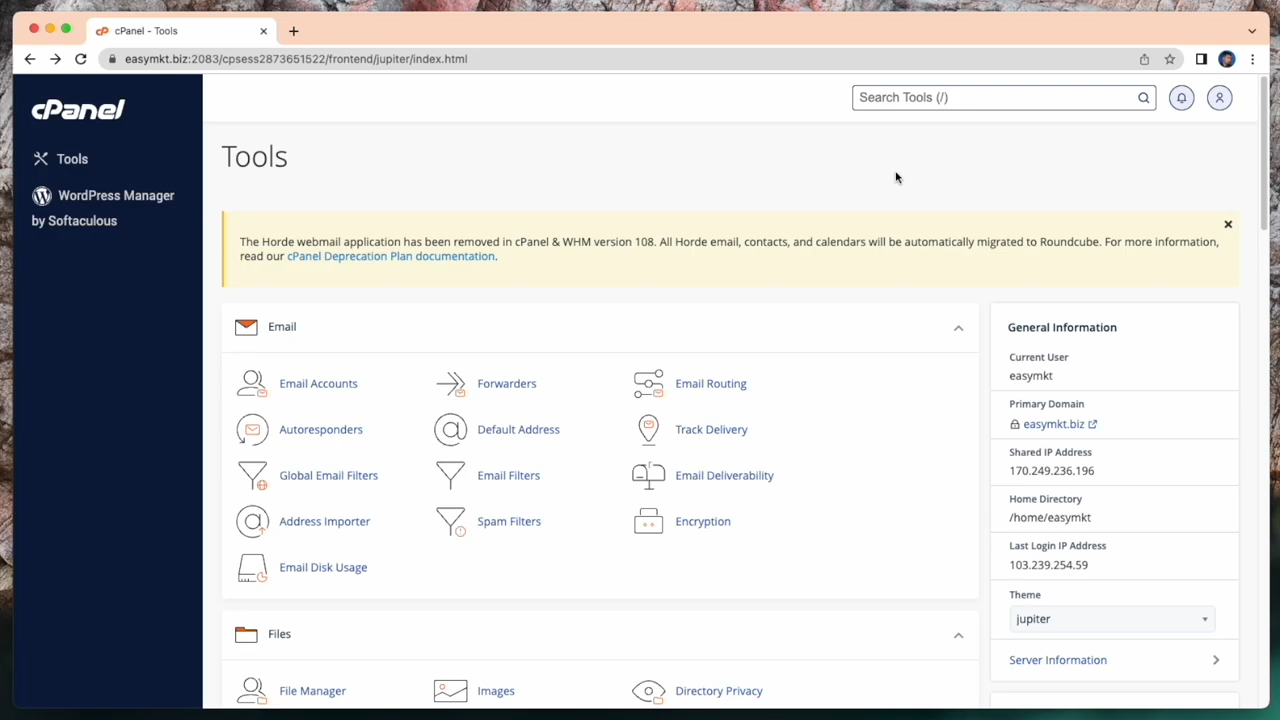 cPanel - Tools
easymkt.biz:2083/cpsess2873651522/frontend/jupiter/index.html
cPanel
Tools
WordPress Manager
by Softaculous
Search Tools (/)
Tools
The Horde webmail application has been removed in cPanel & WHM version 108. All Horde email, contacts, and calendars will be automatically migrated to Roundcube. For more information,
read our cPanel Deprecation Plan documentation.
Email
Email Accounts
Forwarders
Email Routing
Autoresponders
Default Address
Track Delivery
Global Email Filters
Email Filters
Email Deliverability
Address Importer
Spam Filters
Encryption
Email Disk Usage
Files
File Manager
Images
Directory Privacy
General Information
Current User
easymkt
Primary Domain
easymkt.biz
Shared IP Address
170.249.236.196
Home Directory
/home/easymkt
Last Login IP Address
103.239.254.59
Theme
jupiter
Server Information